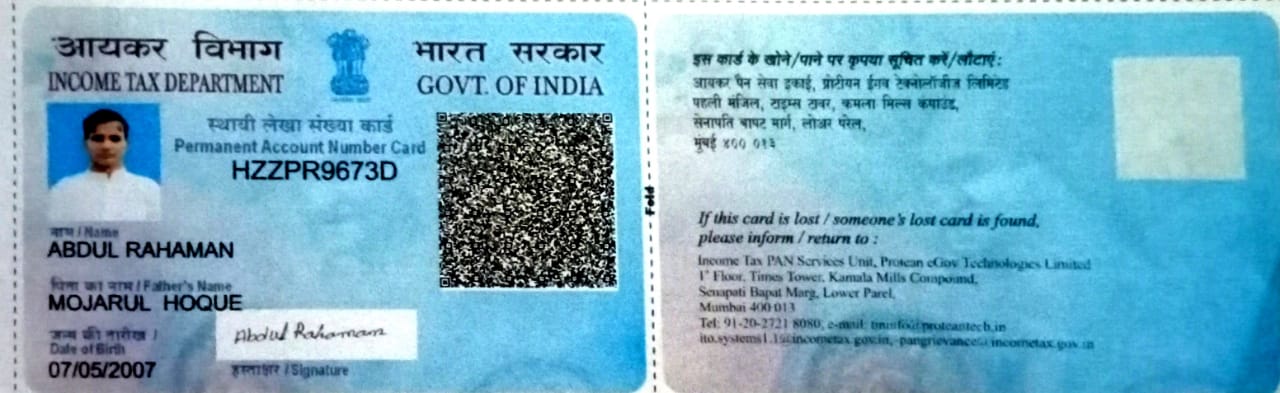 आयकर विभाग
भारत सरकार
INCOME TAX DEPARTMENT
GOVT. OF INDIA
स्थायी लेखा संख्या कार्ड
Permanent Account Number Card
HZZPR9673D
नाम / Name
ABDUL RAHAMAN
पिता का नाम / Father's Name
MOJARUL HOQUE
जन्म की तारीख /
Date of Birth
07/05/2007
Abdul Rahaman
हस्ताक्षर / Signature
Fold
इस कार्ड के खोने/पाने पर कृपया सूचित करें/लौटाएं :
आयकर पैन सेवा इकाई, प्रोटीयन ईगव टेक्नोलॉजीज लिमिटेड
पहली मंजिल, टाइम्स टावर, कमला मिल्स कंपाउंड,
सेनापति बापट मार्ग, लोअर परेल,
मुंबई ४०० ०१३
If this card is lost / someone's lost card is found,
please inform / return to :
Income Tax PAN Services Unit, Protean eGov Technologies Limited
1st Floor, Times Tower, Kamala Mills Compound,
Senapati Bapat Marg, Lower Parel,
Mumbai 400 013
Tel: 91-20-2721 8080, e-mail: tininfo@proteantech.in